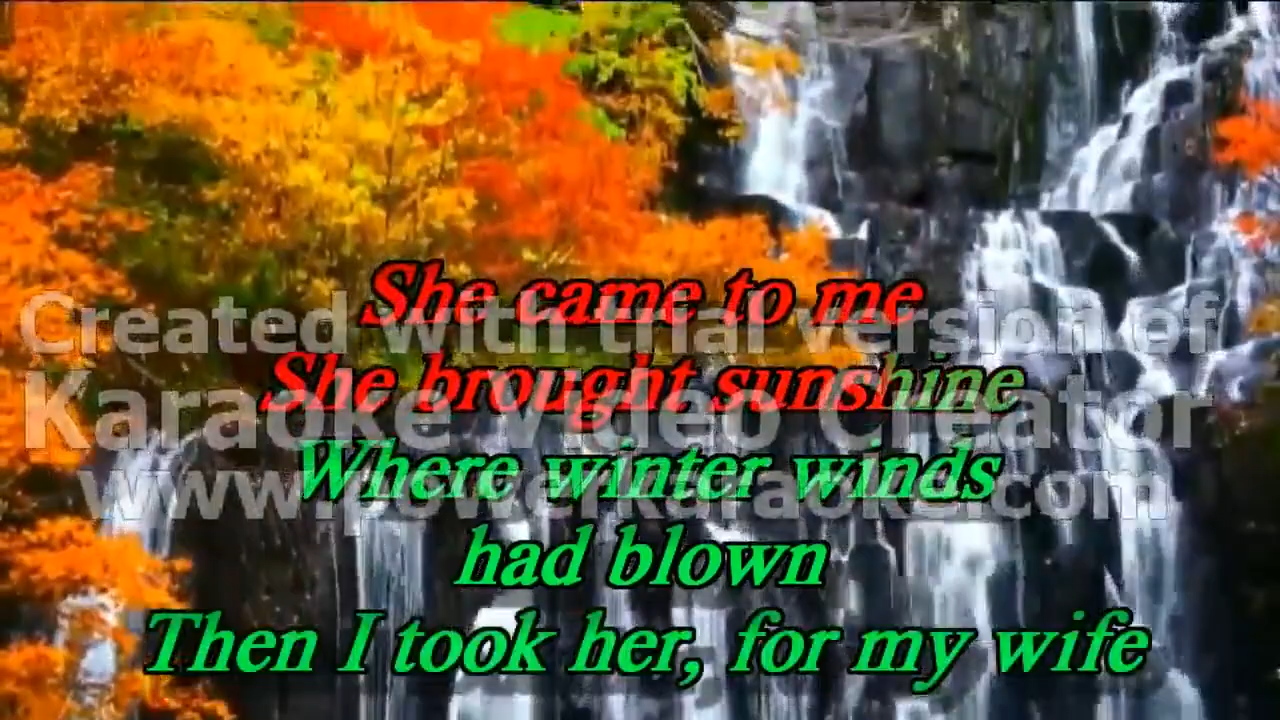 She came to me
Created with trial version of
She brought sunshine
Karaoke Video Creator
Where winter winds
www.powerkaraoke.com
had blown
Then I took her, for my wife